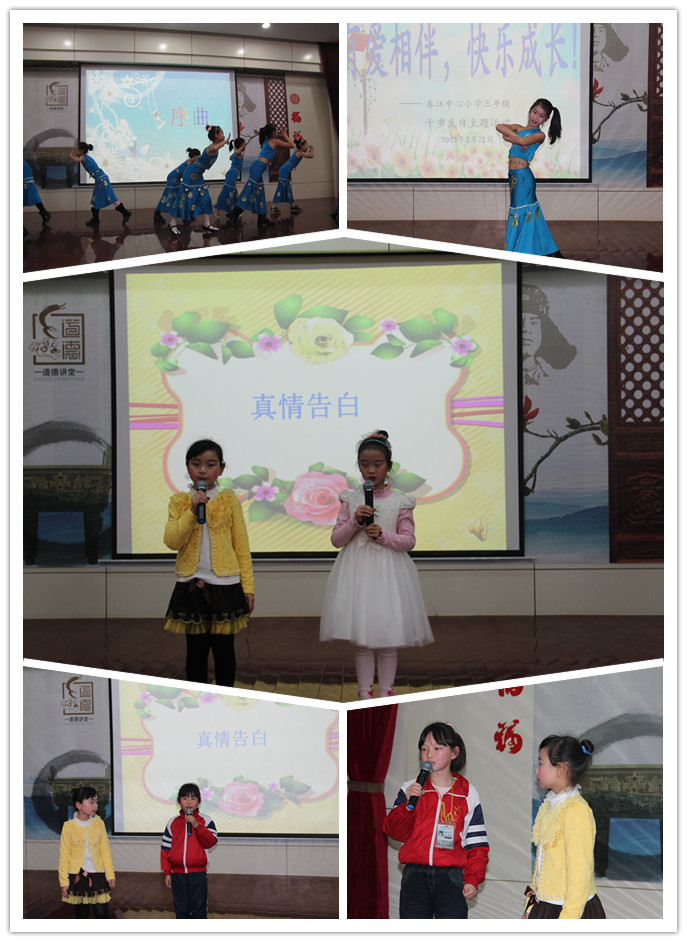 序曲
爱相伴，快乐成长！
——春江中心小学三年级
十岁生日主题活动
道德
—道德讲堂—
真情告白
—道德讲堂—
真情告白
福